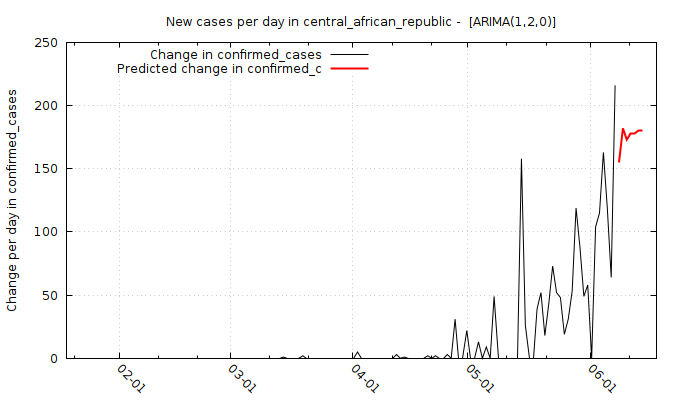 New cases per day in central_african_republic -  [ARIMA(1,2,0)]
Change in confirmed_cases
Predicted change in confirmed_c
Change per day in confirmed_cases
250
200
150
100
50
0
02-01
03-01
04-01
05-01
06-01